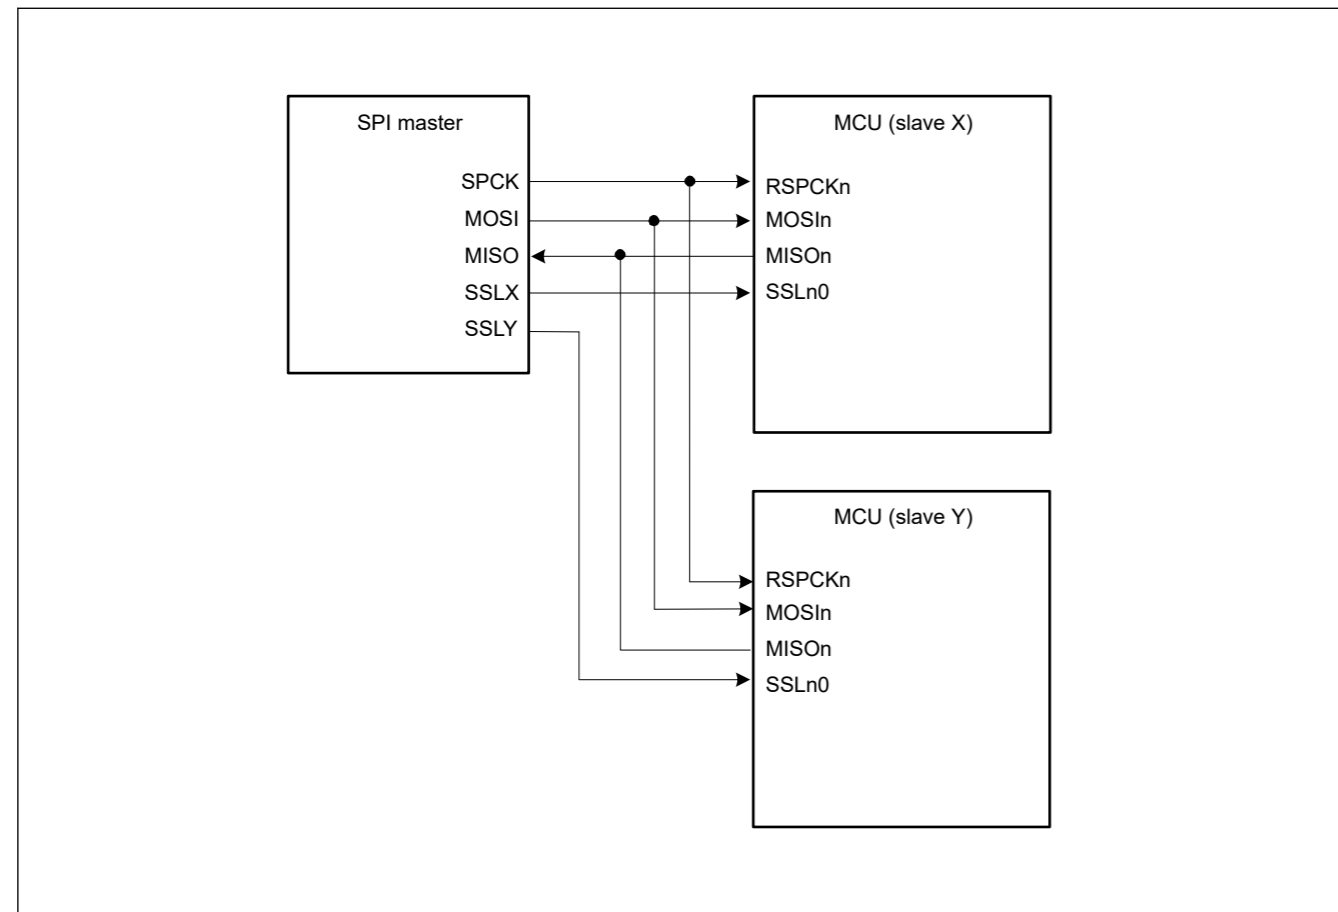 SPI master
SPCK
MOSI
MISO
SSLX
SSLY
MCU (slave X)
RSPCKn
MOSIn
MISOn
SSLn0
MCU (slave Y)
RSPCKn
MOSIn
MISOn
SSLn0